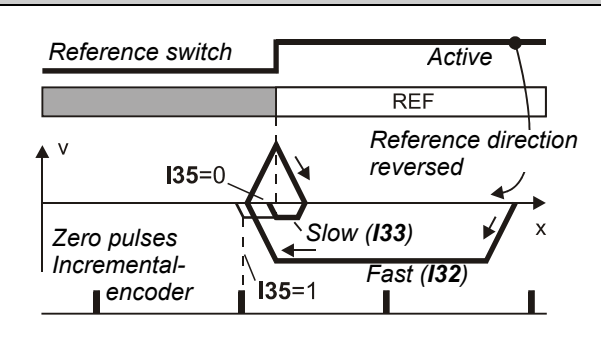 Reference switch
Active
REF
v
Reference direction
reversed
I35=0
x
Slow (I33)
Zero pulses
Incremental-
encoder
Fast (I32)
I35=1